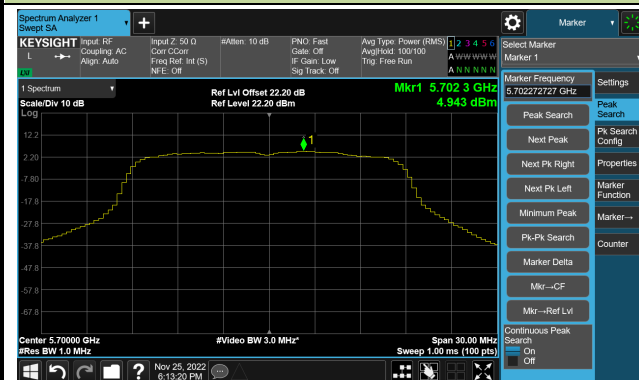 Spectrum Analyzer 1
Swept SA
Marker
KEYSIGHT
L
LM
Input: RF
Coupling: AC
Align: Auto
Input Z: 50 Ω
Corr CCorr
Freq Ref: Int (S)
NFE: Off
#Atten: 10 dB
PNO: Fast
Gate: Off
IF Gain: Low
Sig Track: Off
Avg Type: Power (RMS)
Avg|Hold: 100/100
Trig: Free Run
1 2 3 4 5 6
A W W W W W
A N N N N N
Select Marker
Marker 1
1 Spectrum
Scale/Div 10 dB
Log
Ref Lvl Offset 22.20 dB
Ref Level 22.20 dBm
Mkr1 5.702 3 GHz
4.943 dBm
12.2
2.20
-7.80
-17.8
-27.8
-37.8
-47.8
-57.8
-67.8
1
Center 5.70000 GHz
#Res BW 1.0 MHz
#Video BW 3.0 MHz*
Span 30.00 MHz
Sweep 1.00 ms (100 pts)
Marker Frequency
5.702272727 GHz
Peak Search
Next Peak
Next Pk Right
Next Pk Left
Minimum Peak
Pk-Pk Search
Marker Delta
Mkr→CF
Mkr→Ref Lvl
Continuous Peak
Search
On
Off
Settings
Peak
Search
Pk Search
Config
Properties
Marker
Function
Marker→
Counter
Nov 25, 2022
6:13:20 PM